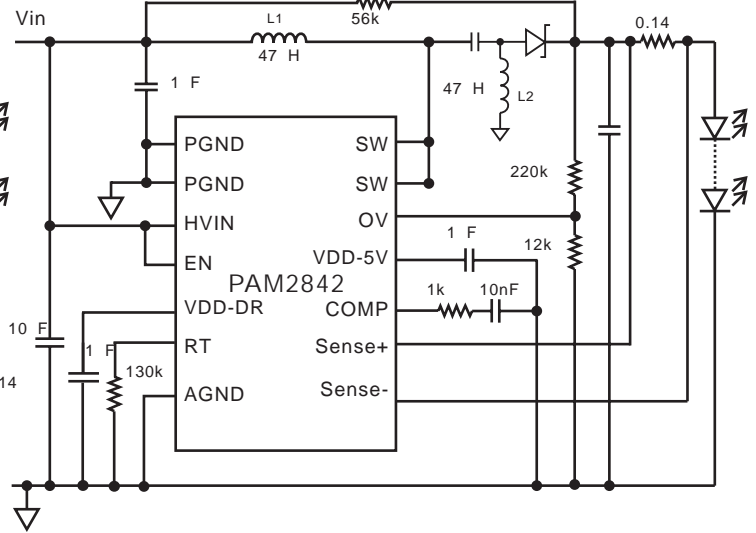 Vin
56k
L1
47 H
0.14
1 F
47 H
L2
PGND
SW
PGND
SW
220k
HVIN
OV
1 F
12k
EN
VDD-5V
PAM2842
1k
10nF
VDD-DR
COMP
10 F
1 F
RT
Sense+
130k
14
AGND
Sense-